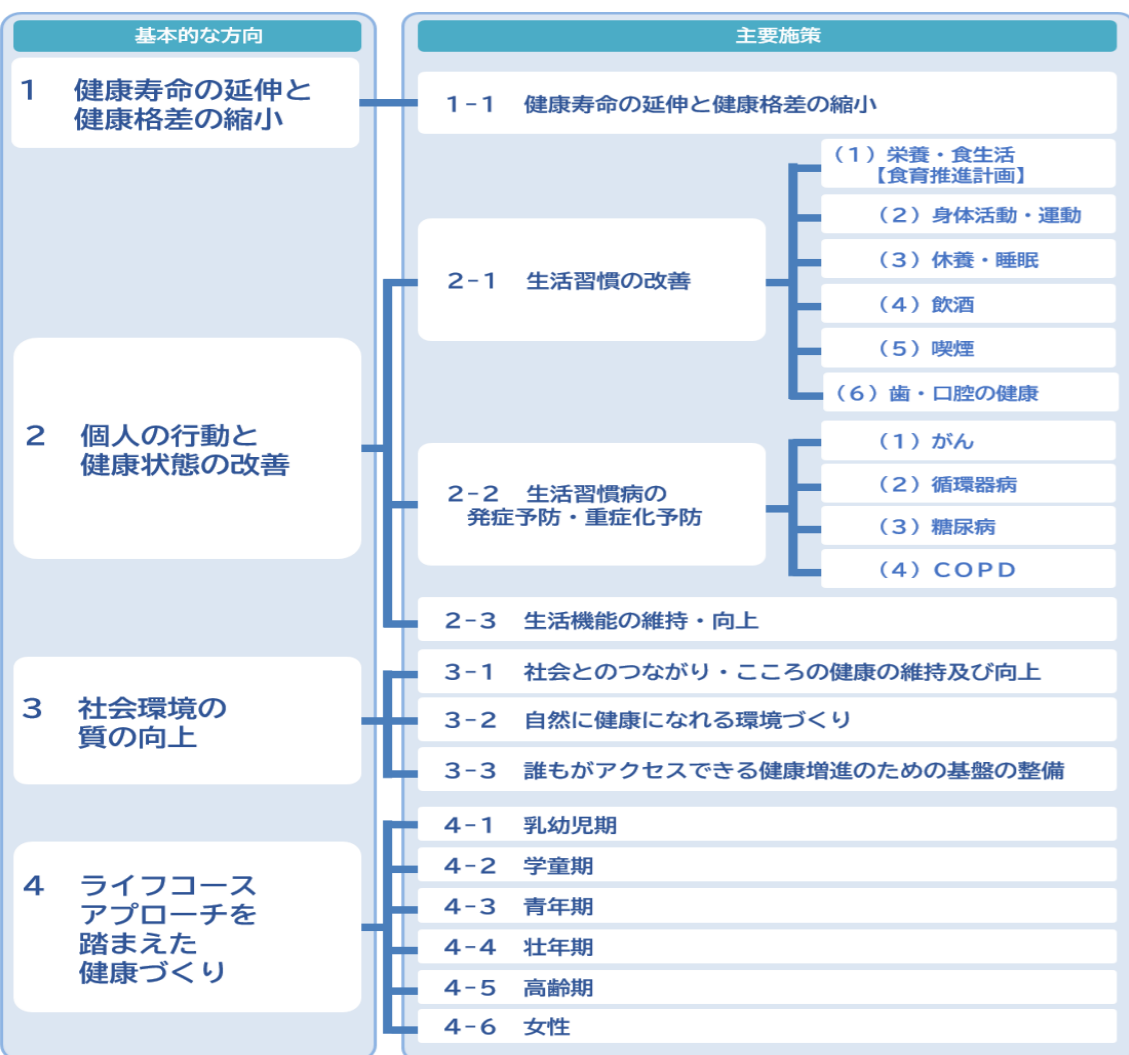 基本的な方向
主要施策
1 健康寿命の延伸と
健康格差の縮小
1-1 健康寿命の延伸と健康格差の縮小
2 個人の行動と
健康状態の改善
2-1 生活習慣の改善
(1)栄養・食生活
【食育推進計画】
(2)身体活動・運動
(3)休養・睡眠
(4)飲酒
(5)喫煙
(6)歯・口腔の健康
2-2 生活習慣病の
発症予防・重症化予防
(1)がん
(2)循環器病
(3)糖尿病
(4)COPD
2-3 生活機能の維持・向上
3 社会環境の
質の向上
3-1 社会とのつながり・こころの健康の維持及び向上
3-2 自然に健康になれる環境づくり
3-3 誰もがアクセスできる健康増進のための基盤の整備
4 ライフコース
アプローチを
踏まえた
健康づくり
4-1 乳幼児期
4-2 学童期
4-3 青年期
4-4 壮年期
4-5 高齢期
4-6 女性